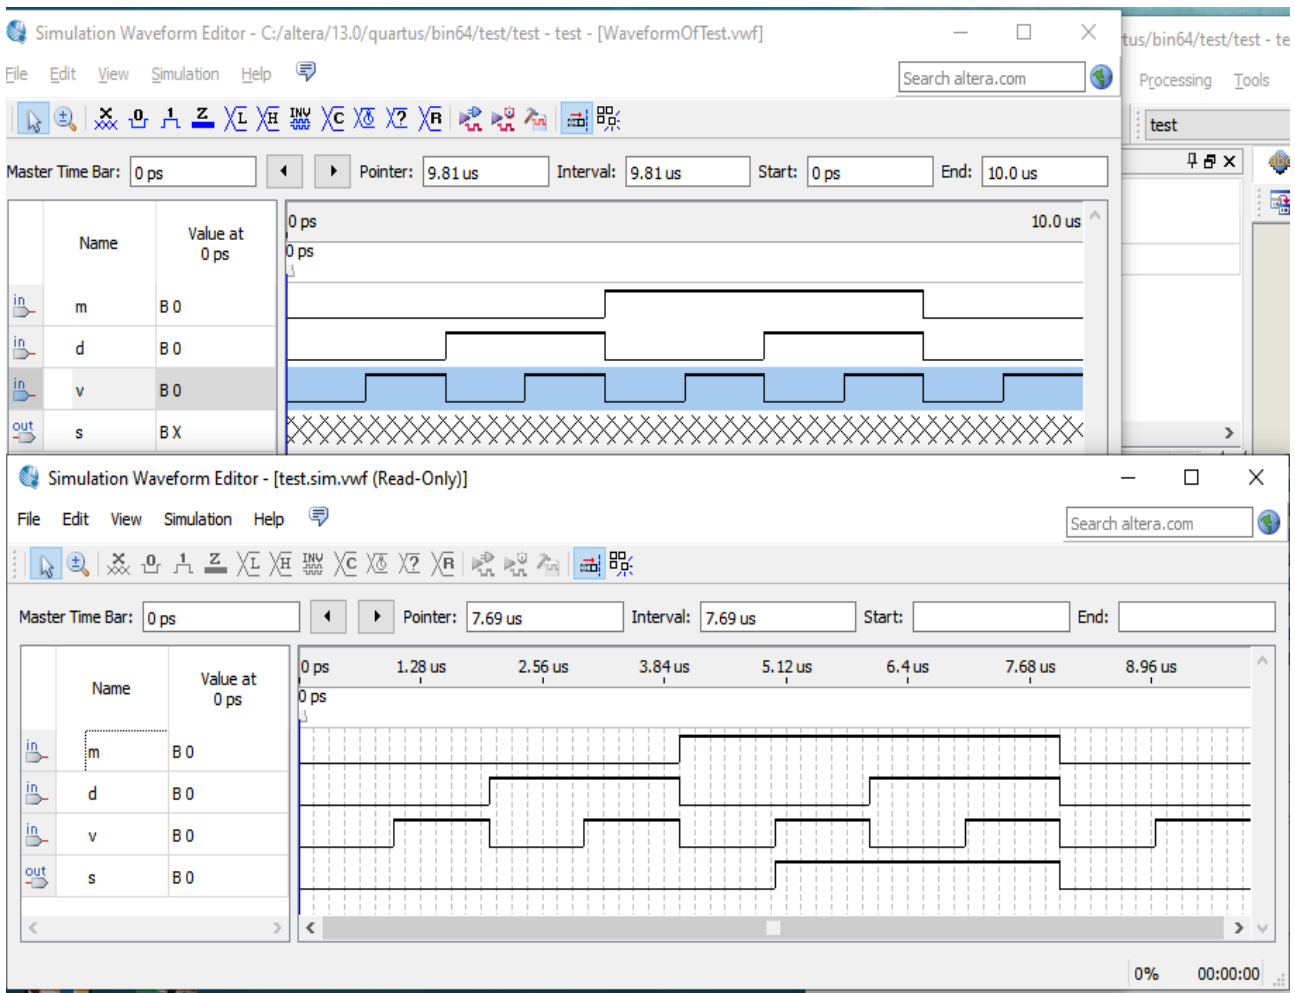 Simulation Waveform Editor - C:/altera/13.0/quartus/bin64/test/test - test - [WaveformOfTest.vwf]
tus/bin64/test/test - te
File Edit View Simulation Help
Search altera.com
Processing Tools
X 0 1 Z L H INV C ? R
test
Master Time Bar: 0 ps Pointer: 9.81 us Interval: 9.81 us Start: 0 ps End: 10.0 us
Name
Value at
0 ps
0 ps 10.0 us
0 ps
in m B 0
in d B 0
in v B 0
out s B X
Simulation Waveform Editor - [test.sim.vwf (Read-Only)]
File Edit View Simulation Help
Search altera.com
X 0 1 Z L H INV C ? R
Master Time Bar: 0 ps Pointer: 7.69 us Interval: 7.69 us Start: End:
Name
Value at
0 ps
0 ps 1.28 us 2.56 us 3.84 us 5.12 us 6.4 us 7.68 us 8.96 us
0 ps
in m B 0
in d B 0
in v B 0
out s B 0
0% 00:00:00